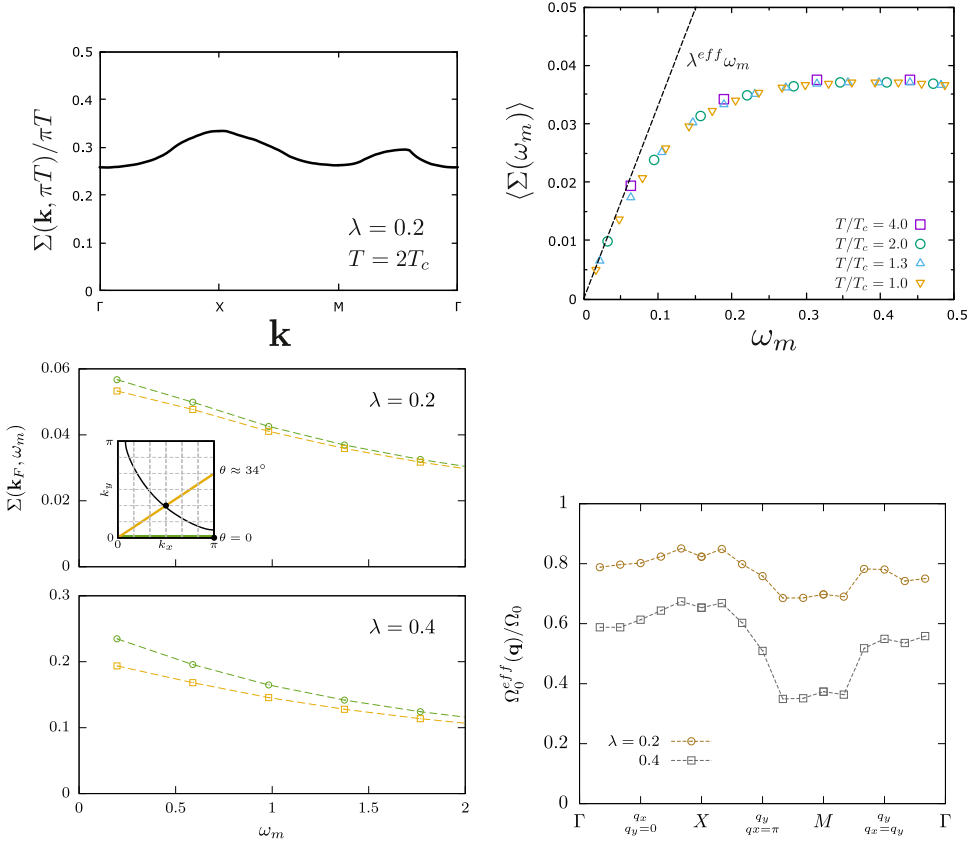 0.5
0.4
0.3
0.2
0.1
0
Σ(k, πT)/πT
λ = 0.2
T = 2T_c
Γ X M Γ
k
0.05
0.04
0.03
0.02
0.01
0
⟨Σ(ω_m)⟩
λ^{eff} ω_m
T/T_c = 4.0
T/T_c = 2.0
T/T_c = 1.3
T/T_c = 1.0
0 0.1 0.2 0.3 0.4 0.5
ω_m
0.06
0.04
0.02
0.00
Σ(k_F, ω_m)
λ = 0.2
π
k_y
0
0 k_x π
θ ≈ 34°
θ = 0
0.3
0.2
0.1
0
λ = 0.4
0 0.5 1 1.5 2
ω_m
1
0.8
0.6
0.4
0.2
0
Ω_0^{eff}(q)/Ω_0
λ = 0.2
0.4
Γ q_x X q_y M q_y Γ
q_y=0 q_x=π q_x=q_y